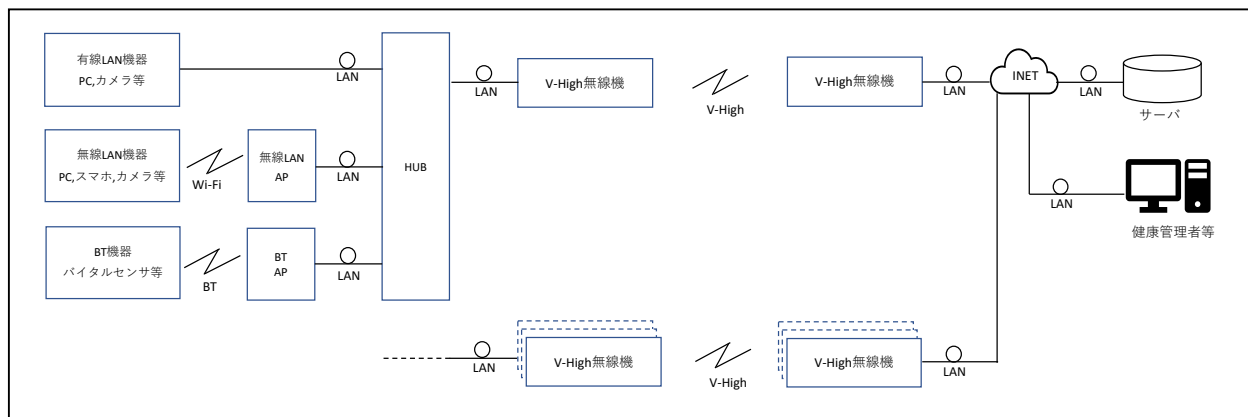 有線LAN機器
PC,カメラ等
LAN
無線LAN機器
PC,スマホ,カメラ等
Wi-Fi
無線LAN
AP
LAN
BT機器
バイタルセンサ等
BT
BT
AP
LAN
HUB
LAN
V-High無線機
V-High
V-High無線機
LAN
INET
LAN
サーバ
LAN
健康管理者等
LAN
V-High無線機
V-High
V-High無線機
LAN